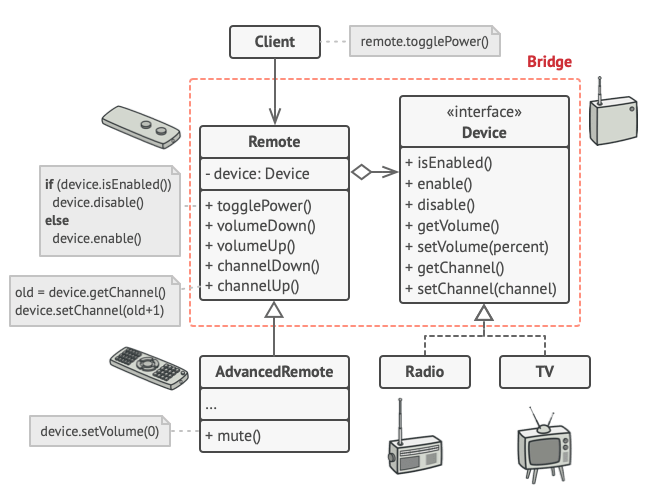 Client
remote.togglePower()
Bridge
Remote
- device: Device
+ togglePower()
+ volumeDown()
+ volumeUp()
+ channelDown()
+ channelUp()
«interface»
Device
+ isEnabled()
+ enable()
+ disable()
+ getVolume()
+ setVolume(percent)
+ getChannel()
+ setChannel(channel)
if (device.isEnabled())
device.disable()
else
device.enable()
old = device.getChannel()
device.setChannel(old+1)
AdvancedRemote
...
+ mute()
device.setVolume(0)
Radio
TV